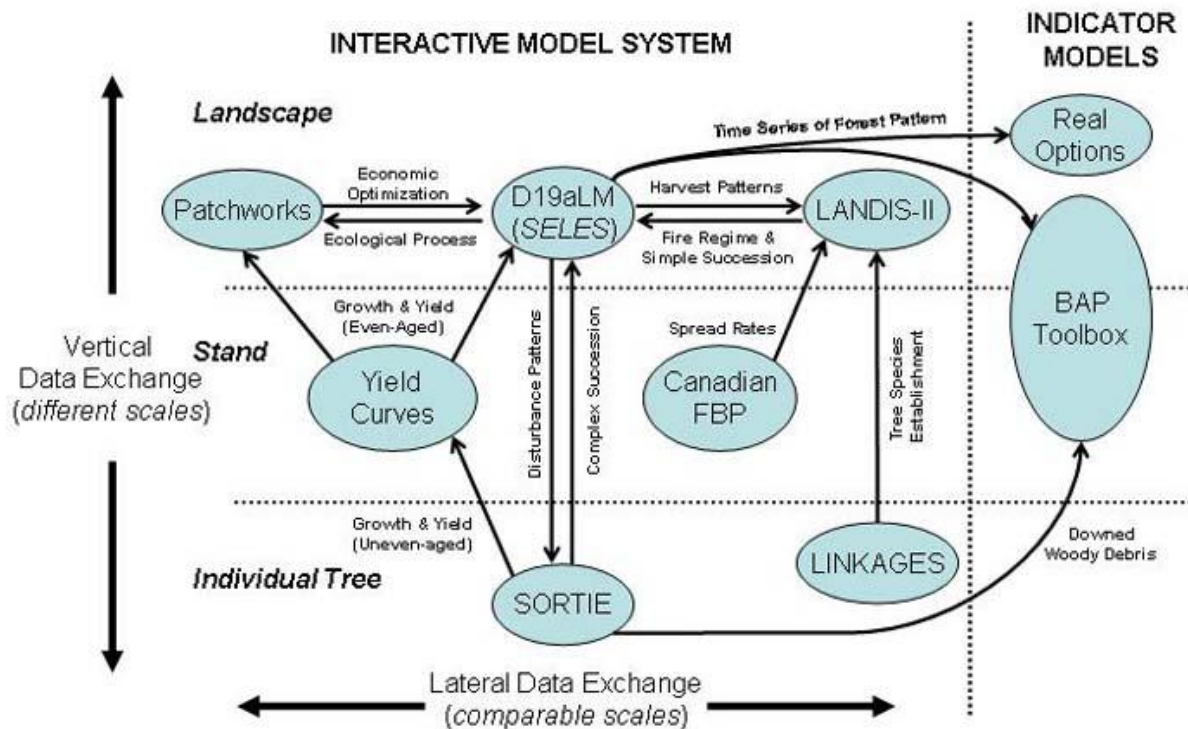 INTERACTIVE MODEL SYSTEM
INDICATOR
MODELS
Landscape
Time Series of Forest Pattern
Real
Options
Patchworks
Economic
Optimization
Ecological Process
D19aLM
(SELES)
Harvest Patterns
Fire Regime &
Simple Succession
LANDIS-II
Vertical
Data Exchange
(different scales)
Stand
Growth & Yield
(Even-Aged)
Yield
Curves
Disturbance Patterns
Complex Succession
Spread Rates
Canadian
FBP
Tree Species
Establishment
BAP
Toolbox
Individual Tree
Growth & Yield
(Uneven-aged)
SORTIE
LINKAGES
Downed
Woody Debris
Lateral Data Exchange
(comparable scales)